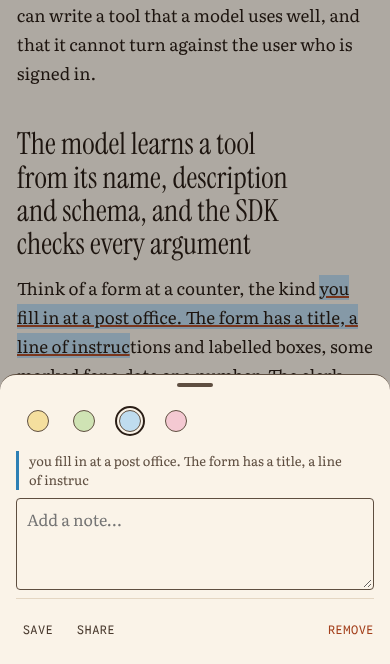 can write a tool that a model uses well, and
that it cannot turn against the user who is
signed in.
The model learns a tool
from its name, description
and schema, and the SDK
checks every argument
Think of a form at a counter, the kind you
fill in at a post office. The form has a title, a
line of instructions and labelled boxes, some
you fill in at a post office. The form has a title, a line
of instruc
Add a note...
SAVE SHARE REMOVE